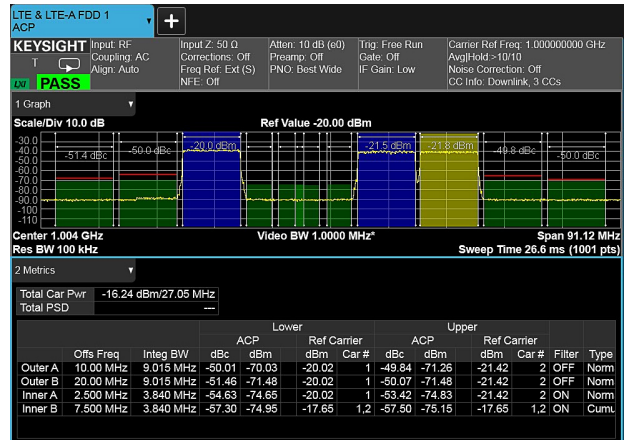 LTE & LTE-A FDD 1
ACP
KEYSIGHT Input: RF Input Z: 50 Ω Atten: 10 dB (e0) Trig: Free Run Carrier Ref Freq: 1.000000000 GHz
T Coupling: AC Corrections: Off Preamp: Off Gate: Off Avg|Hold:>10/10
Align: Auto Freq Ref: Ext (S) PNO: Best Wide IF Gain: Low Noise Correction: Off
LXI PASS NFE: Off CC Info: Downlink, 3 CCs
1 Graph
Scale/Div 10.0 dB Ref Value -20.00 dBm
-30.0
-40.0
-50.0
-60.0
-70.0
-80.0
-90.0
-100
-110
-51.4 dBc -50.0 dBc -20.0 dBm -21.5 dBm -21.8 dBm -49.8 dBc -50.0 dBc
Center 1.004 GHz Video BW 1.0000 MHz* Span 91.12 MHz
Res BW 100 kHz Sweep Time 26.6 ms (1001 pts)
2 Metrics
Total Car Pwr -16.24 dBm/27.05 MHz
Total PSD ---
Lower Upper
ACP Ref Carrier ACP Ref Carrier
Offs Freq Integ BW dBc dBm dBm Car # dBc dBm dBm Car # Filter Type
Outer A 10.00 MHz 9.015 MHz -50.01 -70.03 -20.02 1 -49.84 -71.26 -21.42 2 OFF Norm
Outer B 20.00 MHz 9.015 MHz -51.46 -71.48 -20.02 1 -50.07 -71.48 -21.42 2 OFF Norm
Inner A 2.500 MHz 3.840 MHz -54.63 -74.65 -20.02 1 -53.42 -74.83 -21.42 2 ON Norm
Inner B 7.500 MHz 3.840 MHz -57.30 -74.95 -17.65 1,2 -57.50 -75.15 -17.65 1,2 ON Cumu